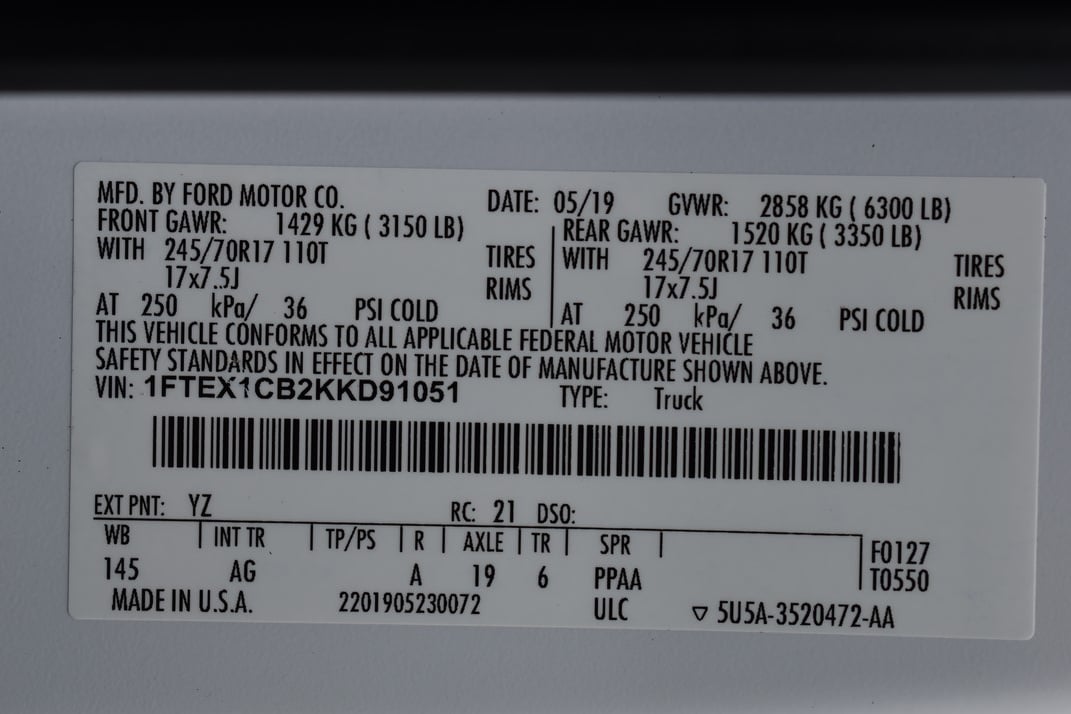 MFD. BY FORD MOTOR CO. DATE: 05/19 GVWR: 2858 KG ( 6300 LB)
FRONT GAWR: 1429 KG ( 3150 LB) REAR GAWR: 1520 KG ( 3350 LB)
WITH 245/70R17 110T TIRES WITH 245/70R17 110T TIRES
17x7.5J RIMS 17x7.5J RIMS
AT 250 kPa/ 36 PSI COLD AT 250 kPa/ 36 PSI COLD
THIS VEHICLE CONFORMS TO ALL APPLICABLE FEDERAL MOTOR VEHICLE
SAFETY STANDARDS IN EFFECT ON THE DATE OF MANUFACTURE SHOWN ABOVE.
VIN: 1FTEX1CB2KKD91051 TYPE: Truck
EXT PNT: YZ RC: 21 DSO:
WB INT TR TP/PS R AXLE TR SPR F0127
145 AG A 19 6 PPAA T0550
MADE IN U.S.A. 2201905230072 ULC ▽ 5U5A-3520472-AA